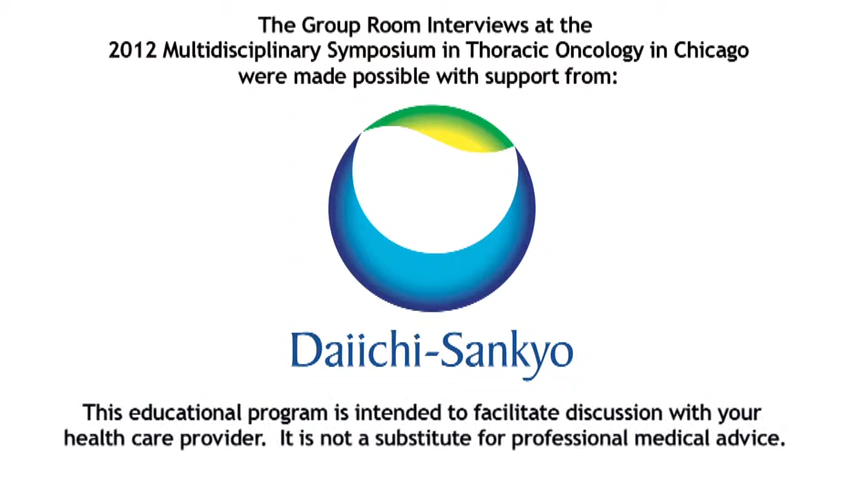 The Group Room Interviews at the
2012 Multidisciplinary Symposium in Thoracic Oncology in Chicago
were made possible with support from:
Daiichi-Sankyo
This educational program is intended to facilitate discussion with your
health care provider.  It is not a substitute for professional medical advice.